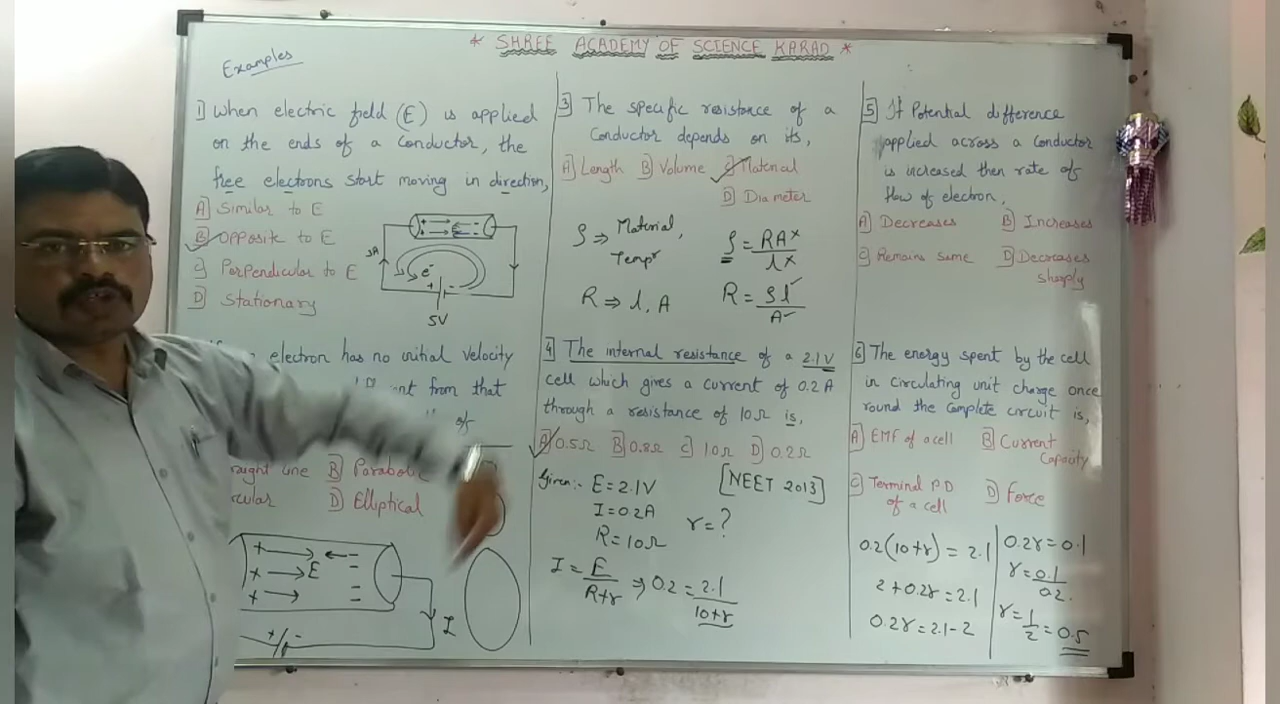 * SHREE ACADEMY OF SCIENCE KARAD *
Examples
1] When electric field (E) is applied
on the ends of a conductor, the
free electrons start moving in direction,
A] Similar to E
B] Opposite to E
C] Perpendicular to E
D] Stationary
+ + - -
3A
e-
+ -
5V
electron has no initial velocity
from that
of
line B] Parabolic
D] Elliptical
+ -
+ E -
+ -
+ -
I
3] The specific resistance of a
Conductor depends on its,
A] Length B] Volume C] Material
D] Diameter
ρ ⇒ Material,
Tempr
ρ = RA/l
R ⇒ l, A
R = ρl/A
4] The internal resistance of a 2.1V
cell which gives a current of 0.2 A
through a resistance of 10Ω is,
A] 0.5Ω B] 0.8Ω C] 10Ω D] 0.2Ω
Given:- E = 2.1V [NEET 2013]
I = 0.2A
R = 10Ω r = ?
I = E/R+r ⇒ 0.2 = 2.1/10+r
5] If Potential difference
applied across a conductor
is increased then rate of
flow of electron,
A] Decreases B] Increases
C] Remains same D] Decreases
sharply
6] The energy spent by the cell
in circulating unit charge once
round the complete circuit is,
A] EMF of a cell B] Current
Capacity
C] Terminal P.D
of a cell D] Force
0.2(10+r) = 2.1
2 + 0.2r = 2.1
0.2r = 2.1-2
0.2r = 0.1
r = 0.1/0.2
r = 1/2 = 0.5